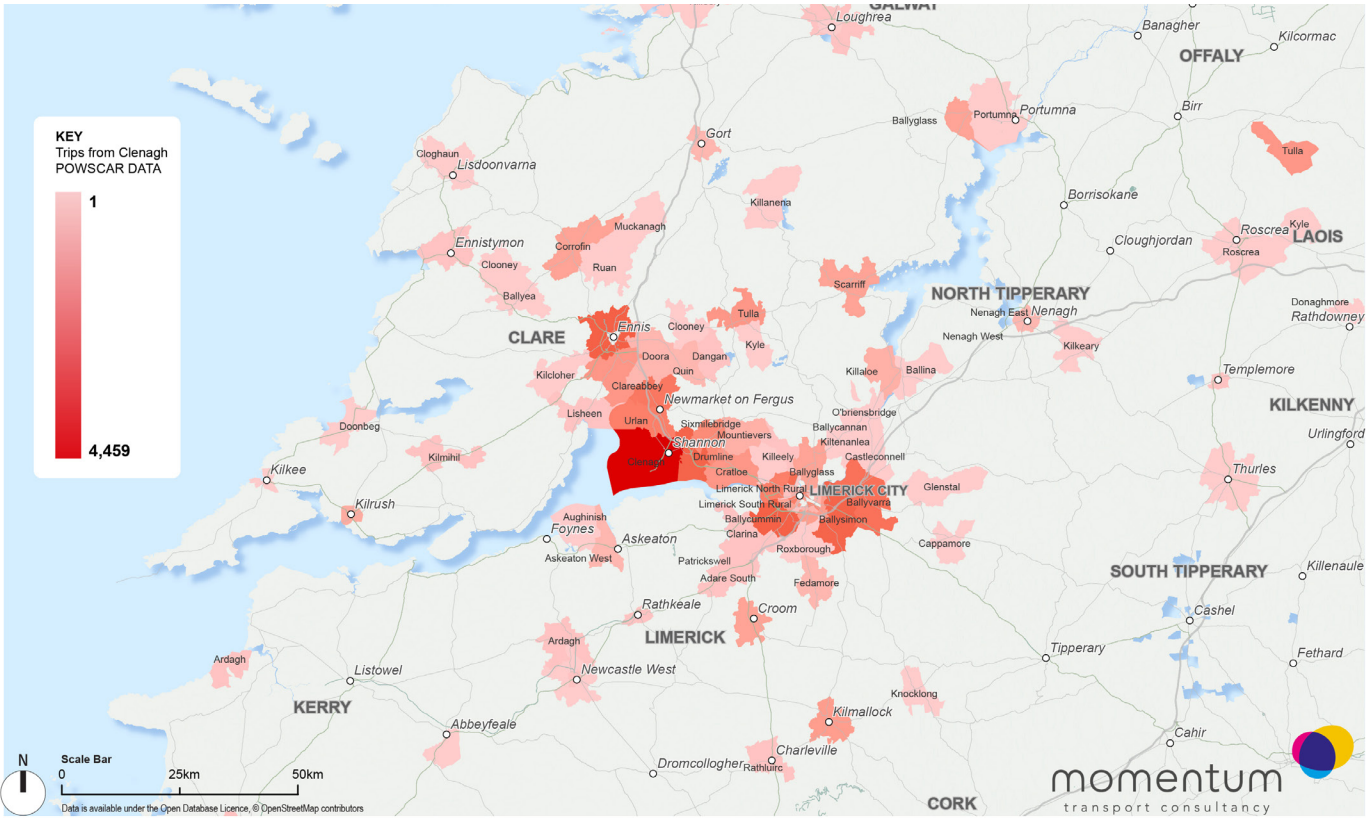 GALWAY
Loughrea
Banagher
Kilcormac
OFFALY
KEY
Trips from Clenagh
POWSCAR DATA
1
4,459
Portumna
Portumna
Birr
Ballyglass
Gort
Tulla
Cloghaun
Lisdoonvarna
Killanena
Borrisokane
Muckanagh
Kyle
Roscrea
LAOIS
Cloughjordan
Ennistymon
Corrofin
Roscrea
Clooney
Ruan
Scarriff
Ballyea
NORTH TIPPERARY
Donaghmore
Nenagh East
Nenagh
Rathdowney
Tulla
Ennis
Clooney
CLARE
Nenagh West
Kyle
Kilkeary
Doora
Dangan
Quin
Killaloe
Ballina
Kilcloher
Templemore
Clareabbey
Newmarket on Fergus
KILKENNY
Lisheen
O'briensbridge
Urlan
Sixmilebridge
Ballycannan
Doonbeg
Mountievers
Urlingford
Shannon
Kiltenanlea
Kilmihil
Clenagh
Drumline
Killeely
Castleconnell
Kilkee
Cratloe
Ballyglass
Thurles
Limerick North Rural
LIMERICK CITY
Glenstal
Kilrush
Limerick South Rural
Ballyvarra
Aughinish
Ballycummin
Ballysimon
Foynes
Clarina
Askeaton
Cappamore
Roxborough
Askeaton West
Patrickswell
Killenaule
SOUTH TIPPERARY
Adare South
Fedamore
Rathkeale
Croom
Cashel
LIMERICK
Ardagh
Tipperary
Fethard
Ardagh
Listowel
Newcastle West
Knocklong
KERRY
Kilmallock
Abbeyfeale
Cahir
Charleville
N
Scale Bar
Dromcollogher
Rathluirc
0
25km
50km
momentum
transport consultancy
CORK
Data is available under the Open Database Licence, © OpenStreetMap contributors